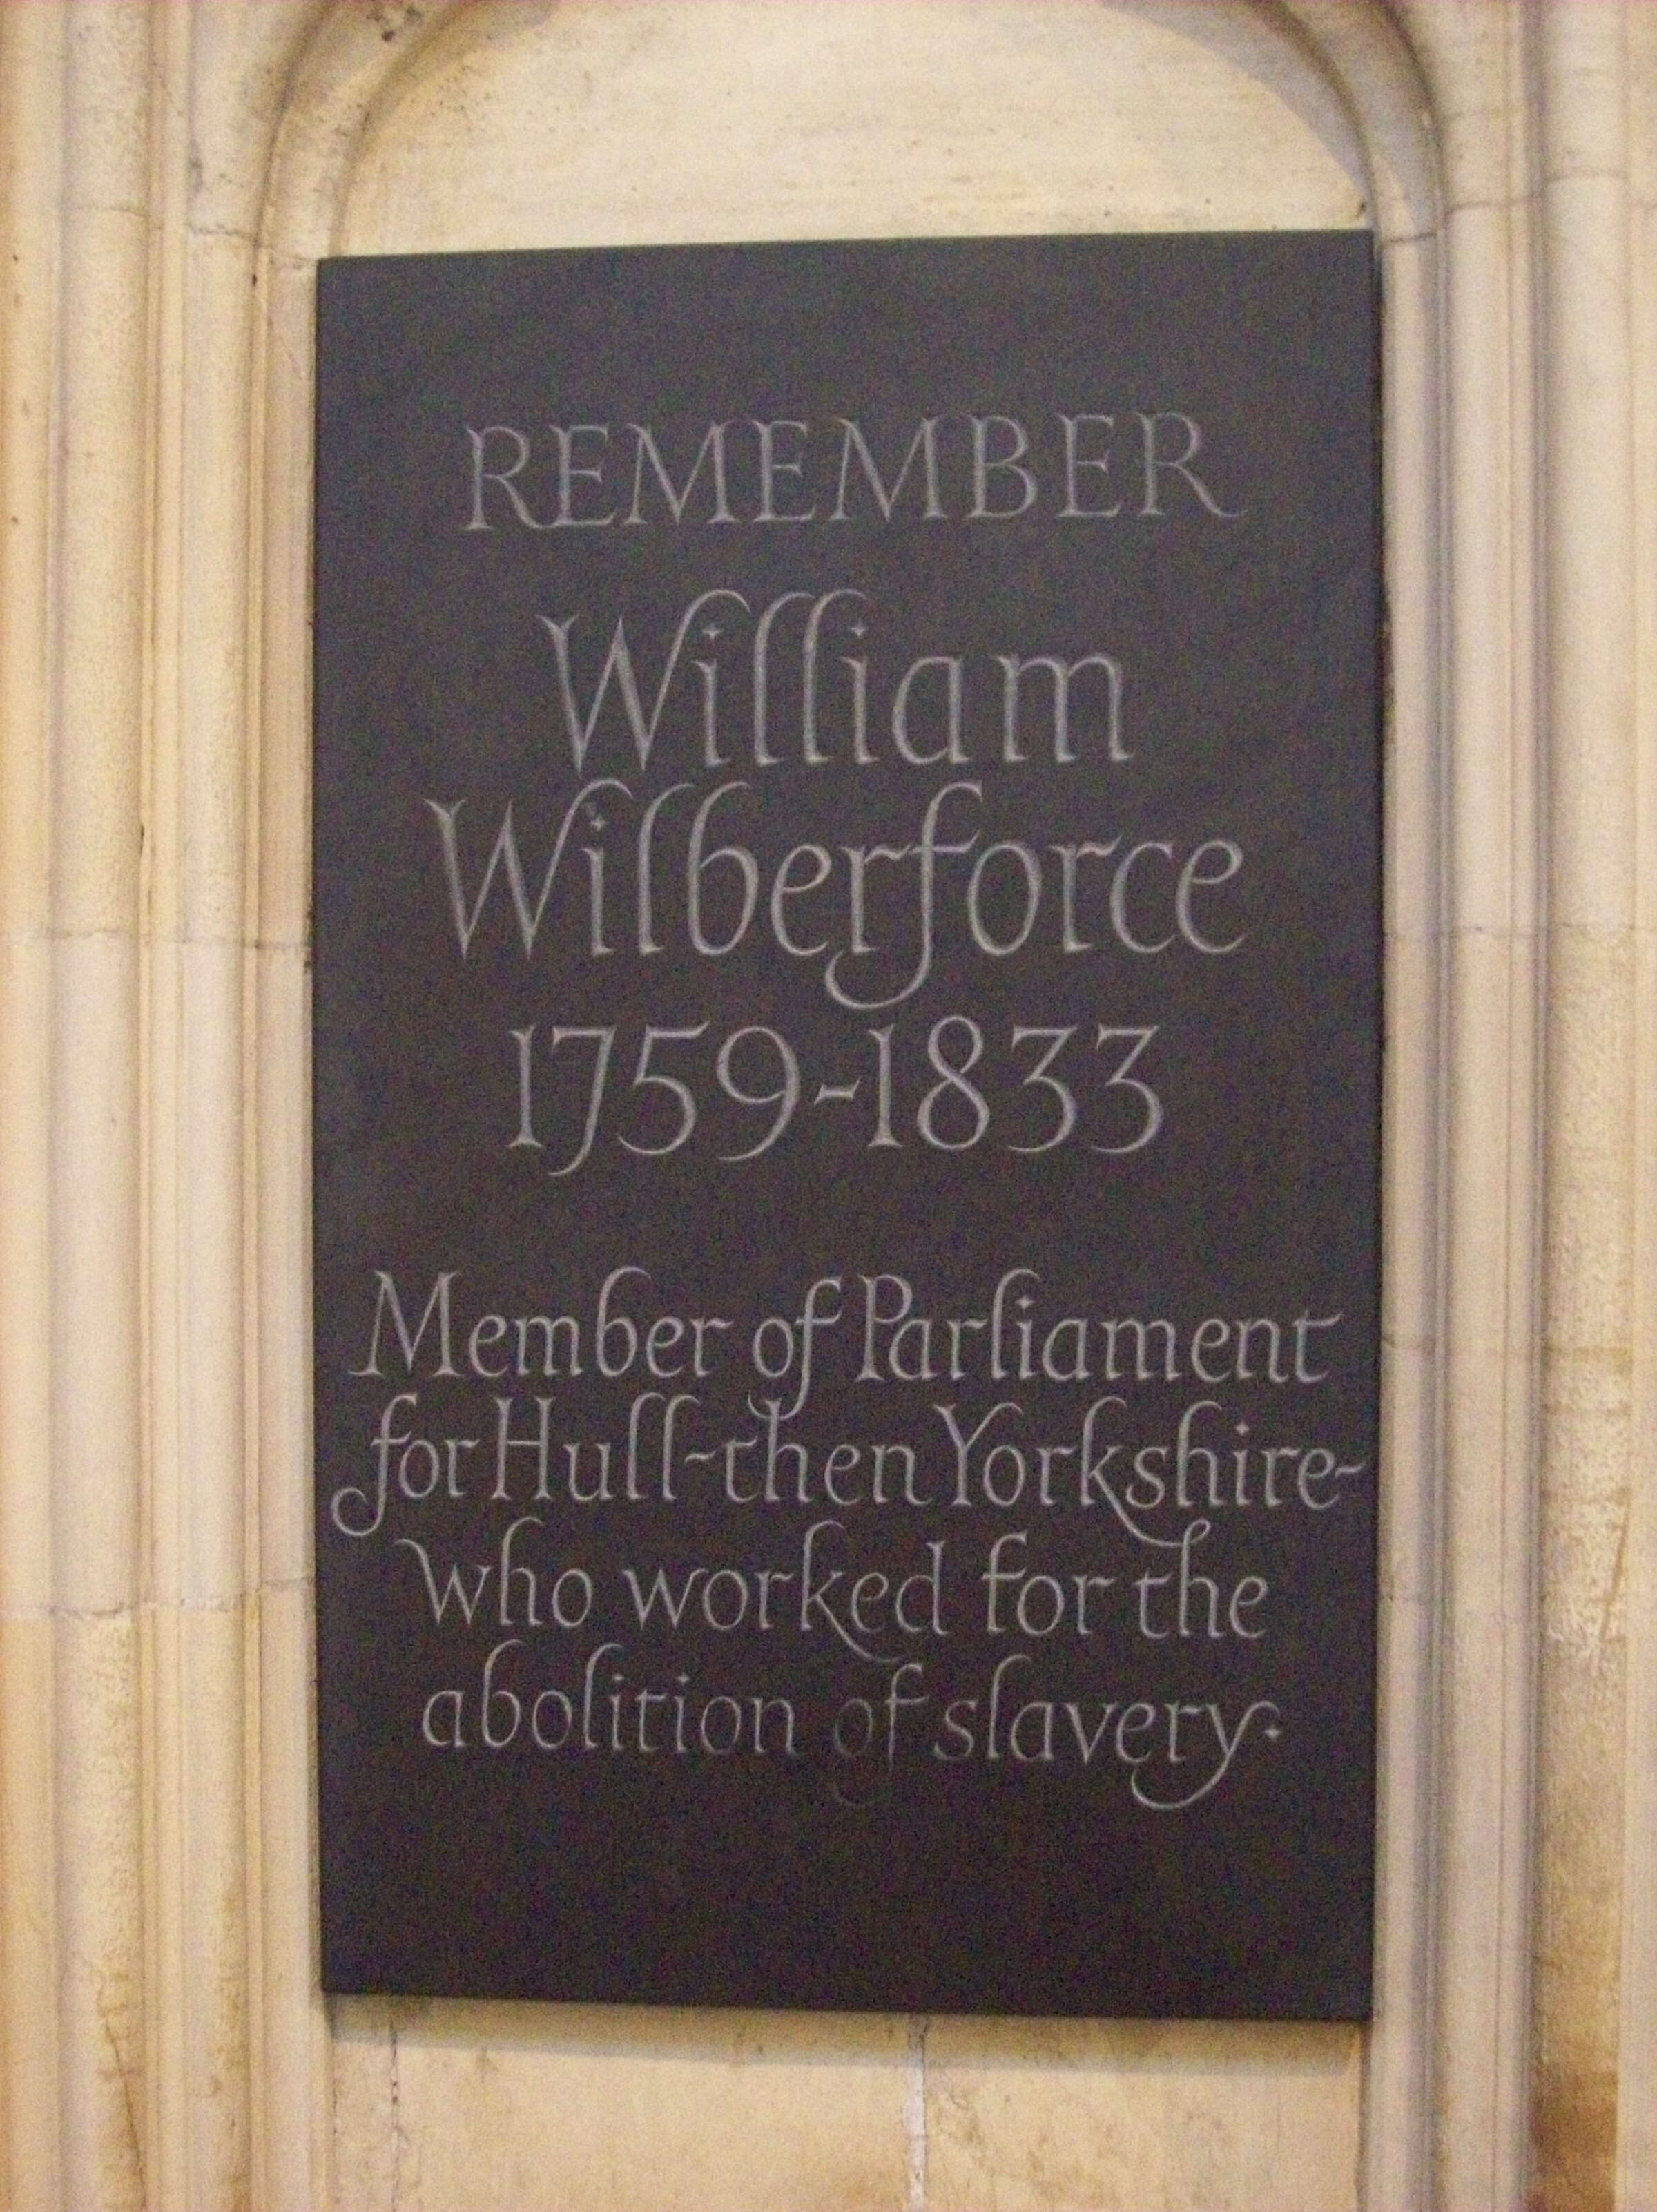 REMEMBER
William
Wilberforce
1759-1833
Member of Parliament
for Hull-then Yorkshire-
who worked for the
abolition of slavery.